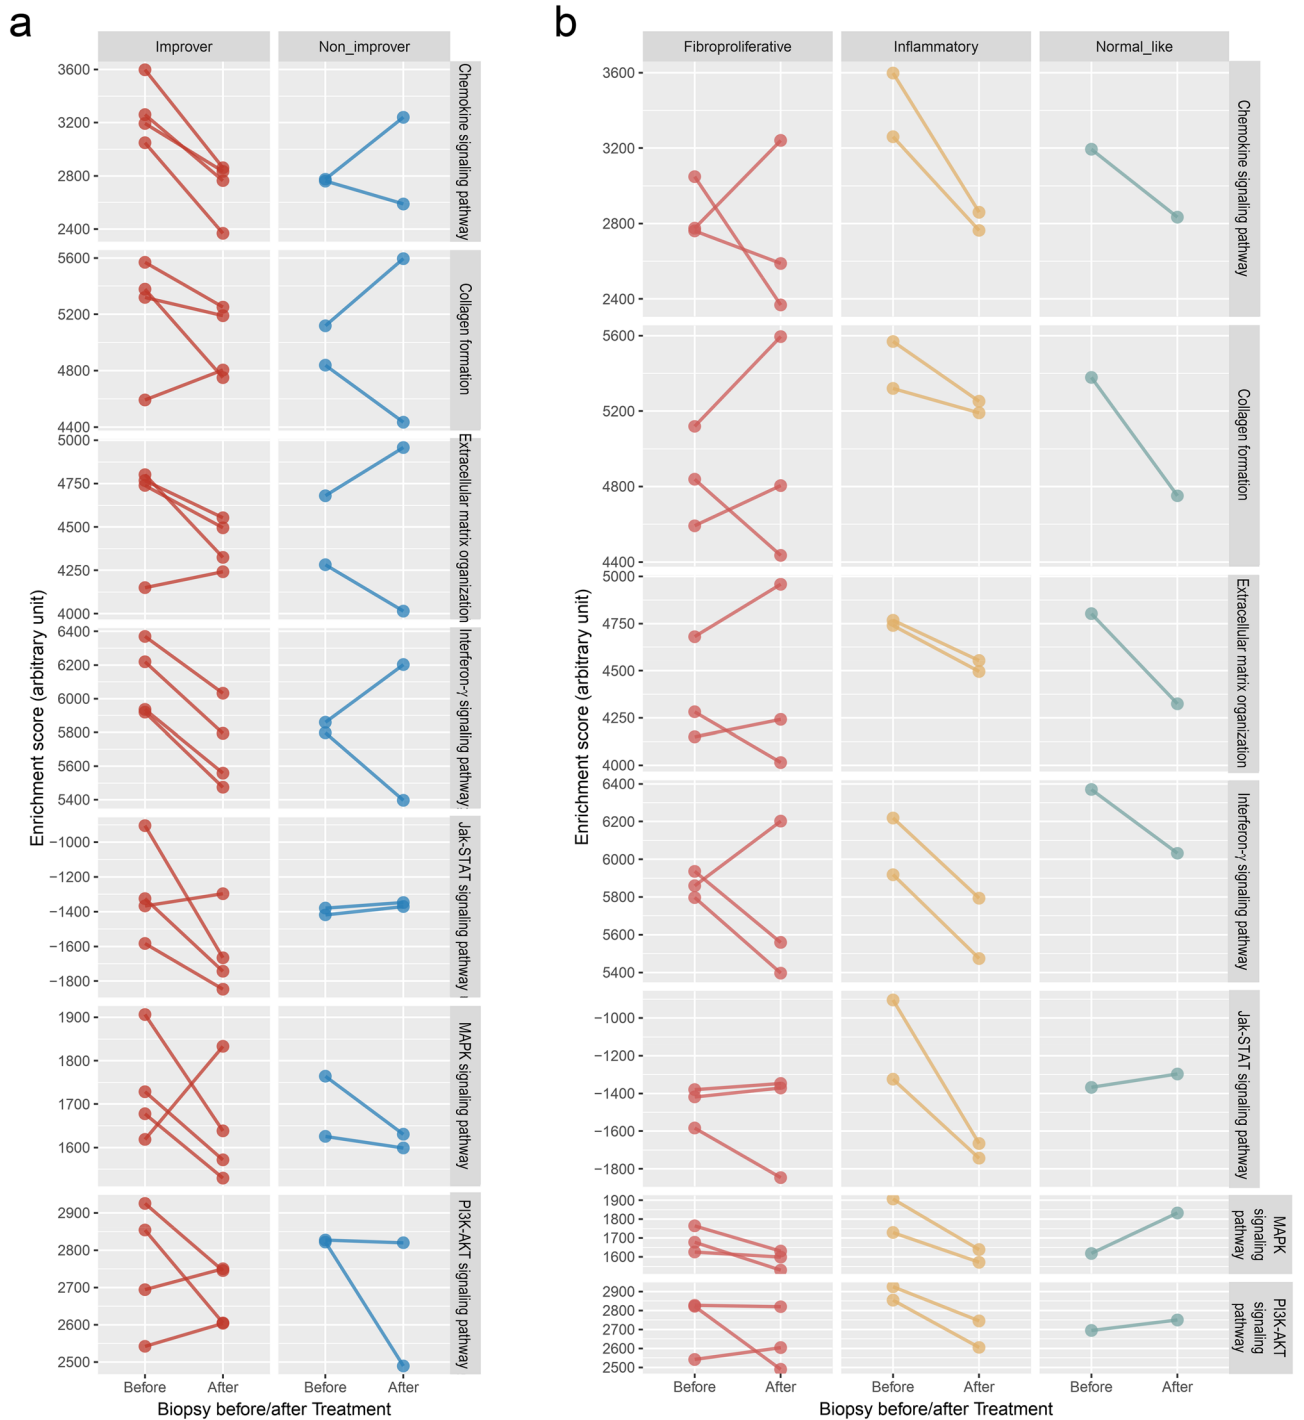 a
Improver
Non_improver
3600
3200
2800
2400
Chemokine signaling pathway
5600
5200
4800
4400
Collagen formation
5000
4750
4500
4250
4000
Extracellular matrix organization
6400
6200
6000
5800
5600
5400
Interferon-γ signaling pathway
−1000
−1200
−1400
−1600
−1800
Jak-STAT signaling pathway
1900
1800
1700
1600
MAPK signaling pathway
2900
2800
2700
2600
2500
PI3K-AKT signaling pathway
Before
After
Before
After
Enrichment score (arbitrary unit)
Biopsy before/after Treatment
b
Fibroproliferative
Inflammatory
Normal_like
3600
3200
2800
2400
Chemokine signaling pathway
5600
5200
4800
4400
Collagen formation
5000
4750
4500
4250
4000
Extracellular matrix organization
6400
6200
6000
5800
5600
5400
Interferon-γ signaling pathway
−1000
−1200
−1400
−1600
−1800
Jak-STAT signaling pathway
1900
1800
1700
1600
MAPK
signaling
pathway
2900
2800
2700
2600
2500
PI3K-AKT
signaling
pathway
Before
After
Before
After
Before
After
Enrichment score (arbitrary unit)
Biopsy before/after Treatment